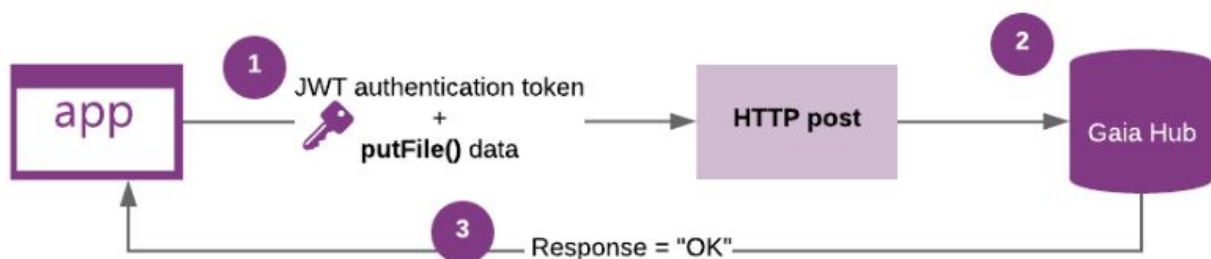 1
2
JWT authentication token
app
+
HTTP post
putFile() data
Gaia Hub
3
Response = "OK"